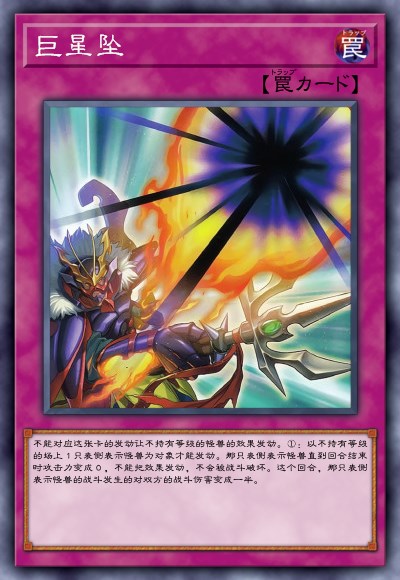 巨星坠
罠
トラップ
トラップ
【罠カード】
不能对应这张卡的发动让不持有等级的怪兽的效果发动。①：以不持有等级
的场上1只表侧表示怪兽为对象才能发动。那只表侧表示怪兽直到回合结束
时攻击力变成0，不能把效果发动，不会被战斗破坏。这个回合，那只表侧
表示怪兽的战斗发生的对双方的战斗伤害变成一半。